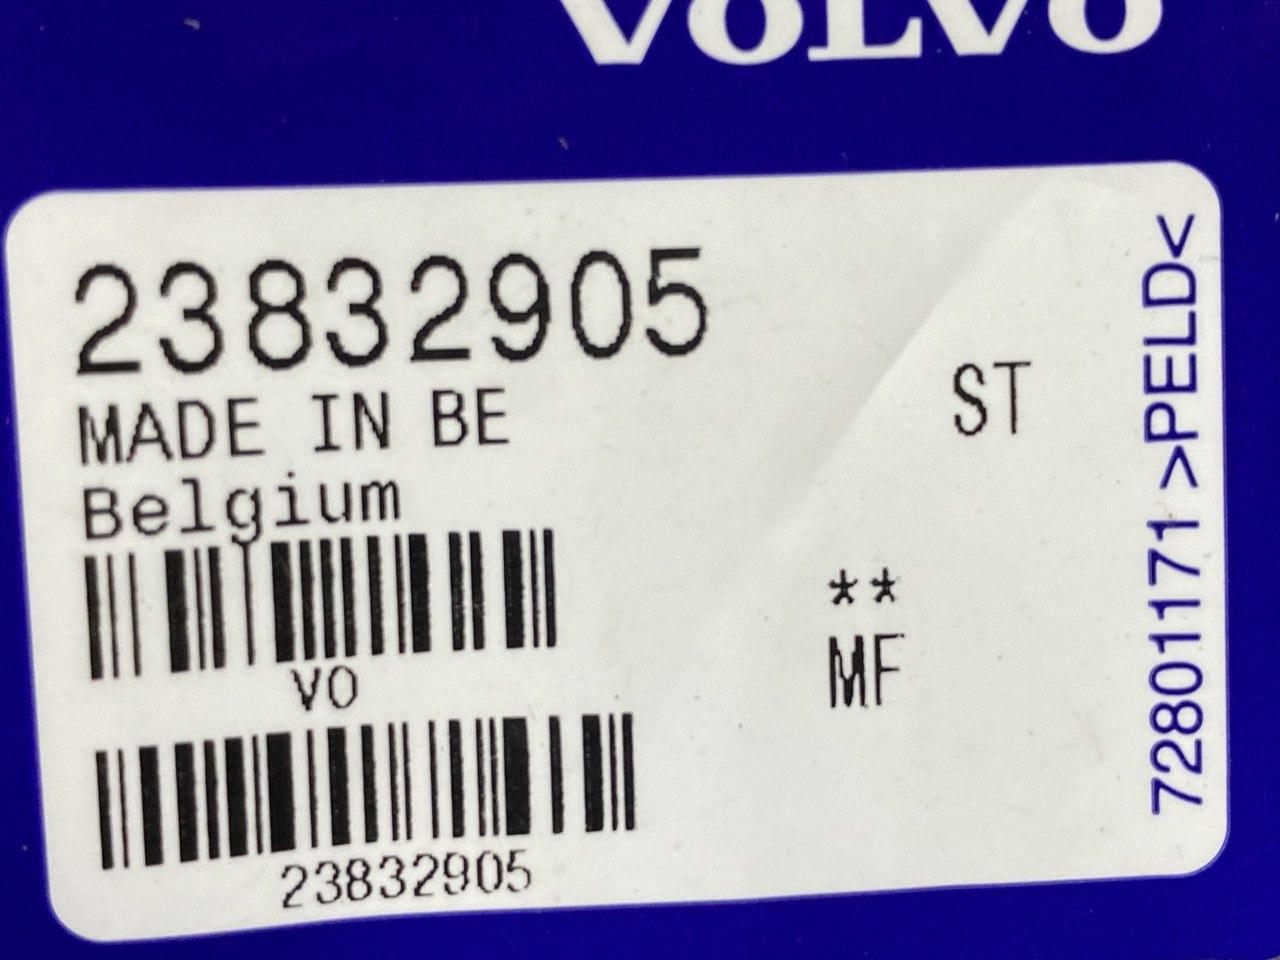 VOLVO
23832905
MADE IN BE
Belgium
ST
VO
**
MF
23832905
72801171 >PELD<